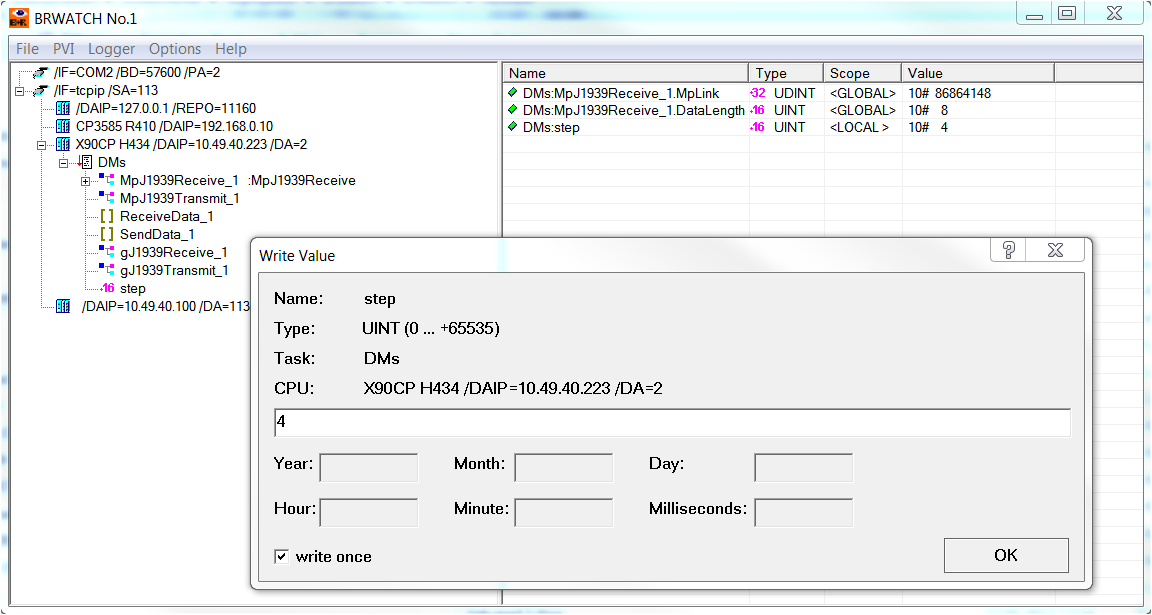 BRWATCH No.1
File PVI Logger Options Help
/IF=COM2 /BD=57600 /PA=2
/IF=tcpip /SA=113
/DAIP=127.0.0.1 /REPO=11160
CP3585 R410 /DAIP=192.168.0.10
X90CP H434 /DAIP=10.49.40.223 /DA=2
DMs
MpJ1939Receive_1 :MpJ1939Receive
MpJ1939Transmit_1
ReceiveData_1
SendData_1
gJ1939Receive_1
gJ1939Transmit_1
16 step
/DAIP=10.49.40.100 /DA=113
Name Type Scope Value
DMs:MpJ1939Receive_1.MpLink 32 UDINT <GLOBAL> 10# 86864148
DMs:MpJ1939Receive_1.DataLength 16 UINT <GLOBAL> 10# 8
DMs:step 16 UINT <LOCAL > 10# 4
Write Value
Name: step
Type: UINT (0 ... +65535)
Task: DMs
CPU: X90CP H434 /DAIP=10.49.40.223 /DA=2
4
Year: Month: Day:
Hour: Minute: Milliseconds:
write once
OK